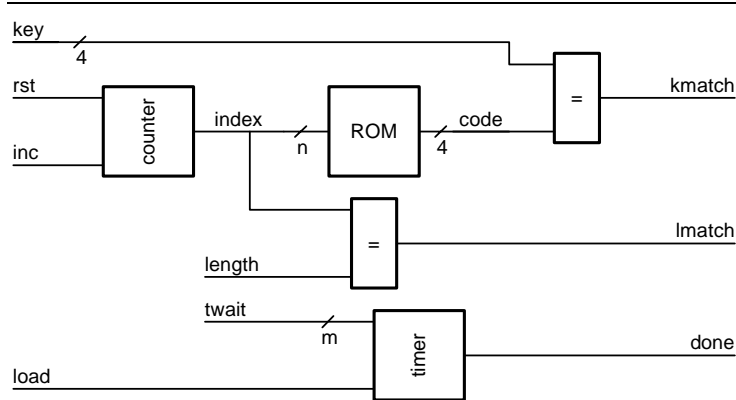 key
4
kmatch
rst
counter
index
n
ROM
4
code
=
inc
=
lmatch
length
twait
m
timer
done
load